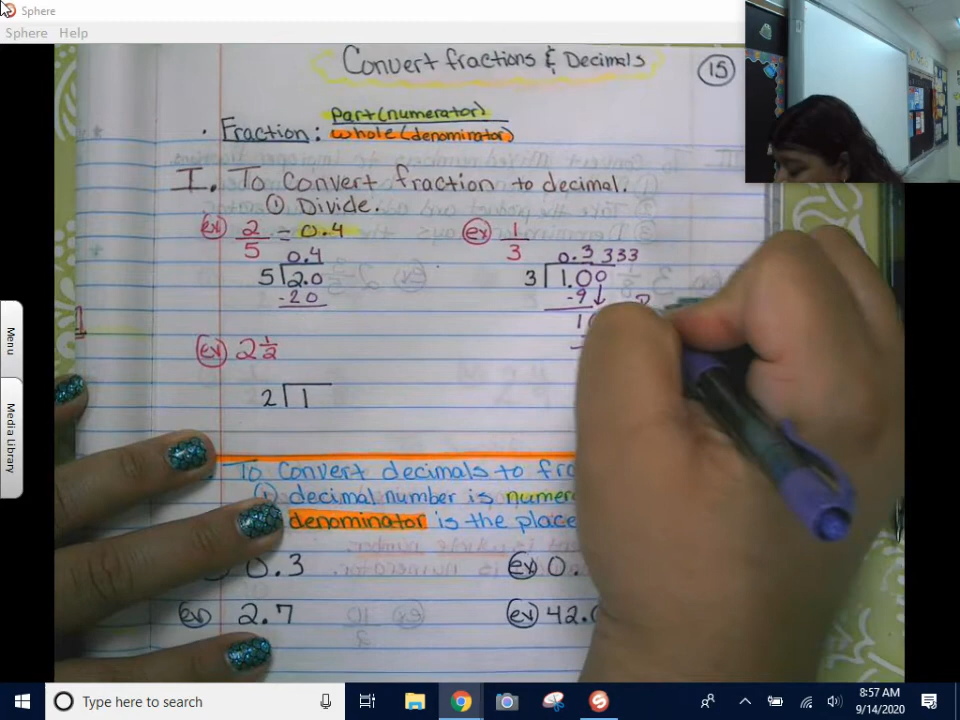 Sphere
Sphere Help
Convert fractions & Decimals
15
Fraction: part (numerator)
whole (denominator)
I. To Convert fraction to decimal.
① Divide.
ex 2/5 = 0.4
ex 1/3
0.4
5 2.0
-20
0.3 333
3 1.00
-9
1
ex 2 1/2
2 1
To convert decimals to
① decimal number is
denominator is the place
0.3
ex 0.
ex 2.7
ex 42.
Menu
Media Library
Type here to search
8:57 AM
9/14/2020